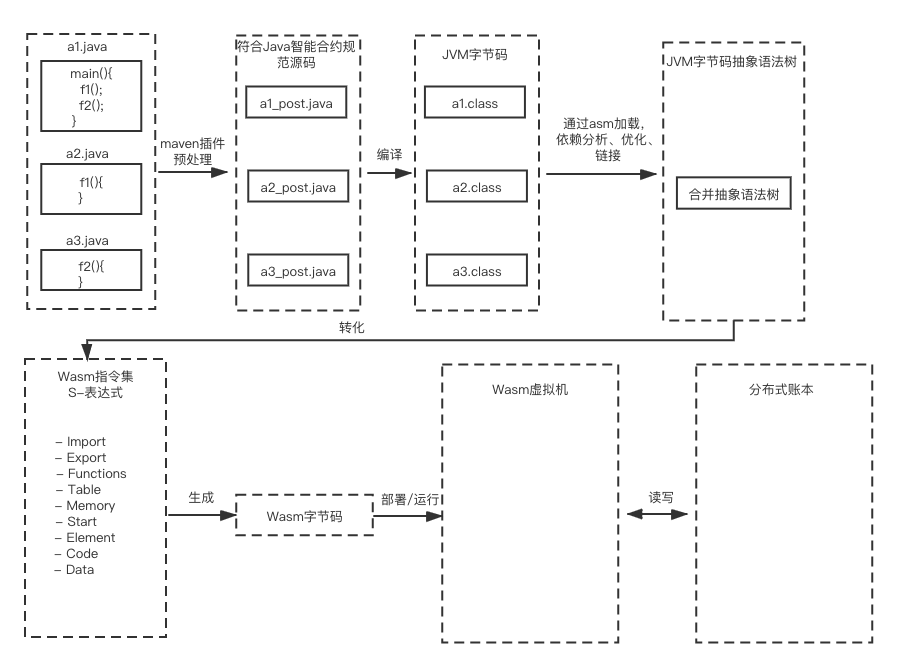 a1.java
main(){
f1();
f2();
}
a2.java
f1(){
}
a3.java
f2(){
}
maven插件
预处理
符合Java智能合约规
范源码
a1_post.java
a2_post.java
a3_post.java
编译
JVM字节码
a1.class
a2.class
a3.class
通过asm加载,
依赖分析、优化、
链接
JVM字节码抽象语法树
合并抽象语法树
转化
Wasm指令集
S-表达式
- Import
- Export
- Functions
- Table
- Memory
- Start
- Element
- Code
- Data
生成
Wasm字节码
部署/运行
Wasm虚拟机
读写
分布式账本